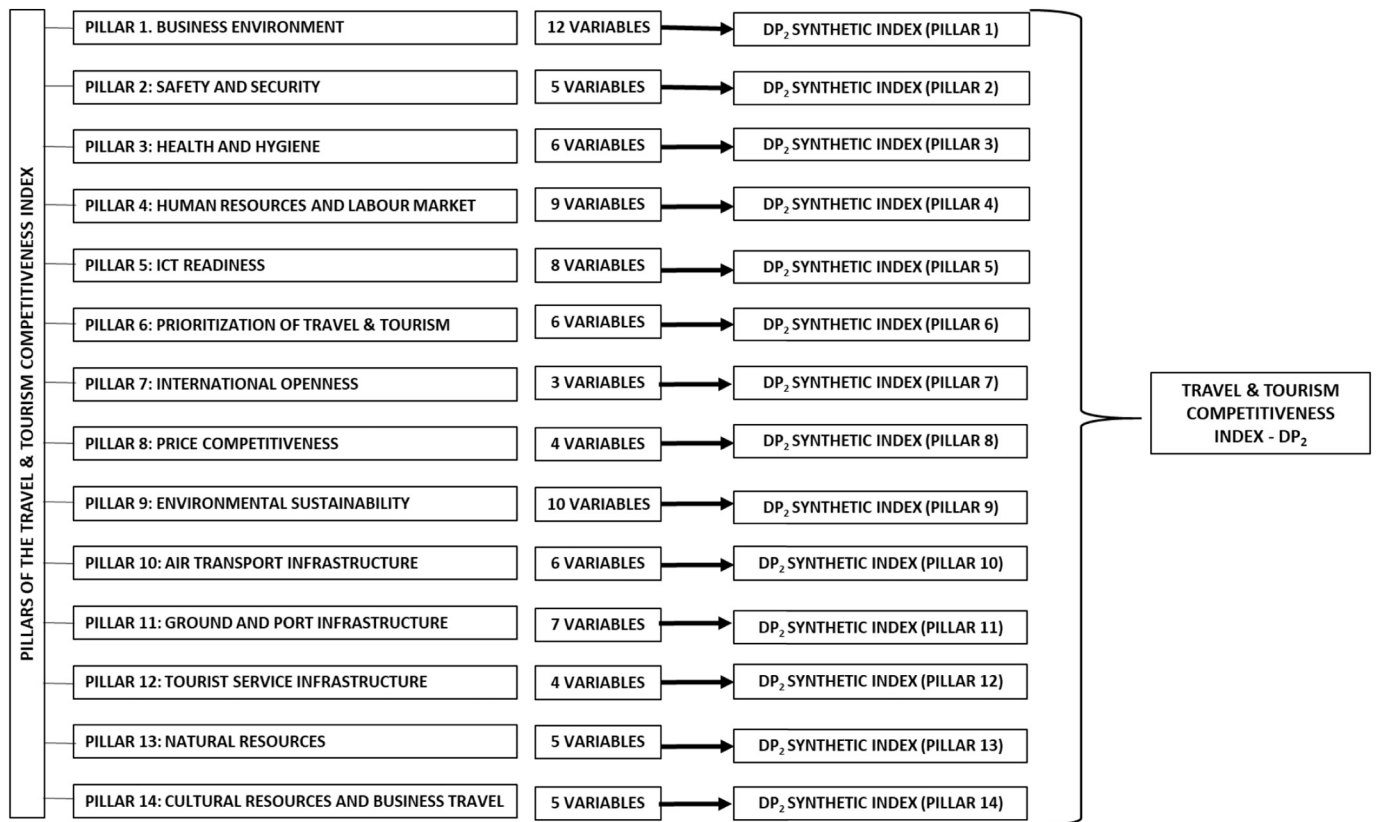 PILLARS OF THE TRAVEL & TOURISM COMPETITIVENESS INDEX
PILLAR 1. BUSINESS ENVIRONMENT
12 VARIABLES
DP₂ SYNTHETIC INDEX (PILLAR 1)
PILLAR 2: SAFETY AND SECURITY
5 VARIABLES
DP₂ SYNTHETIC INDEX (PILLAR 2)
PILLAR 3: HEALTH AND HYGIENE
6 VARIABLES
DP₂ SYNTHETIC INDEX (PILLAR 3)
PILLAR 4: HUMAN RESOURCES AND LABOUR MARKET
9 VARIABLES
DP₂ SYNTHETIC INDEX (PILLAR 4)
PILLAR 5: ICT READINESS
8 VARIABLES
DP₂ SYNTHETIC INDEX (PILLAR 5)
PILLAR 6: PRIORITIZATION OF TRAVEL & TOURISM
6 VARIABLES
DP₂ SYNTHETIC INDEX (PILLAR 6)
PILLAR 7: INTERNATIONAL OPENNESS
3 VARIABLES
DP₂ SYNTHETIC INDEX (PILLAR 7)
PILLAR 8: PRICE COMPETITIVENESS
4 VARIABLES
DP₂ SYNTHETIC INDEX (PILLAR 8)
PILLAR 9: ENVIRONMENTAL SUSTAINABILITY
10 VARIABLES
DP₂ SYNTHETIC INDEX (PILLAR 9)
PILLAR 10: AIR TRANSPORT INFRASTRUCTURE
6 VARIABLES
DP₂ SYNTHETIC INDEX (PILLAR 10)
PILLAR 11: GROUND AND PORT INFRASTRUCTURE
7 VARIABLES
DP₂ SYNTHETIC INDEX (PILLAR 11)
PILLAR 12: TOURIST SERVICE INFRASTRUCTURE
4 VARIABLES
DP₂ SYNTHETIC INDEX (PILLAR 12)
PILLAR 13: NATURAL RESOURCES
5 VARIABLES
DP₂ SYNTHETIC INDEX (PILLAR 13)
PILLAR 14: CULTURAL RESOURCES AND BUSINESS TRAVEL
5 VARIABLES
DP₂ SYNTHETIC INDEX (PILLAR 14)
TRAVEL & TOURISM
COMPETITIVENESS
INDEX - DP₂